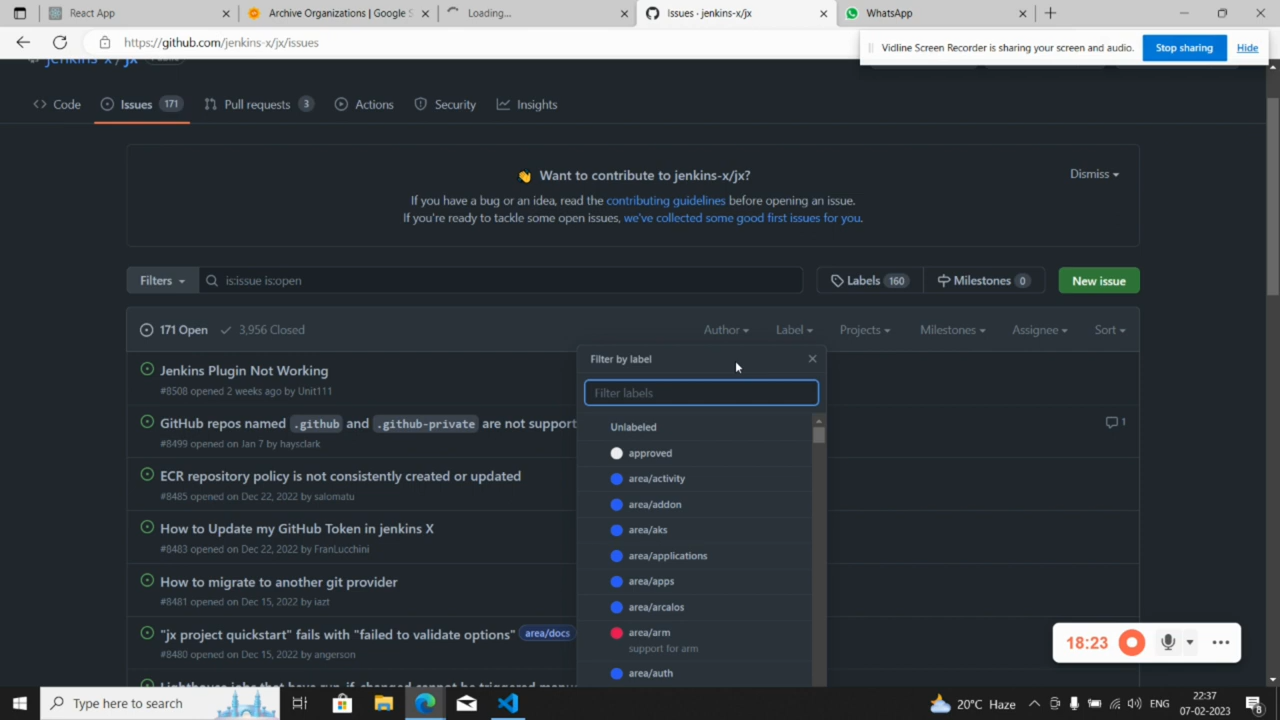 React App
Archive Organizations | Google S
Loading...
Issues · jenkins-x/jx
WhatsApp
https://github.com/jenkins-x/jx/issues
Vidline Screen Recorder is sharing your screen and audio.
Stop sharing
Hide
jenkins-x / jx
Code
Issues 171
Pull requests 3
Actions
Security
Insights
👋 Want to contribute to jenkins-x/jx?
Dismiss
If you have a bug or an idea, read the contributing guidelines before opening an issue.
If you're ready to tackle some open issues, we've collected some good first issues for you.
Filters
is:issue is:open
Labels 160
Milestones 0
New issue
171 Open
3,956 Closed
Author
Label
Projects
Milestones
Assignee
Sort
Filter by label
Filter labels
Unlabeled
approved
area/activity
area/addon
area/aks
area/applications
area/apps
area/arcalos
area/arm
support for arm
area/auth
Jenkins Plugin Not Working
#8508 opened 2 weeks ago by Unit111
GitHub repos named .github and .github-private are not support
#8499 opened on Jan 7 by haysclark
1
ECR repository policy is not consistently created or updated
#8485 opened on Dec 22, 2022 by salomatu
How to Update my GitHub Token in jenkins X
#8483 opened on Dec 22, 2022 by FranLucchini
How to migrate to another git provider
#8481 opened on Dec 15, 2022 by iazt
"jx project quickstart" fails with "failed to validate options" area/docs
#8480 opened on Dec 15, 2022 by angerson
18:23
Type here to search
20°C Haze
ENG
22:37
07-02-2023
8